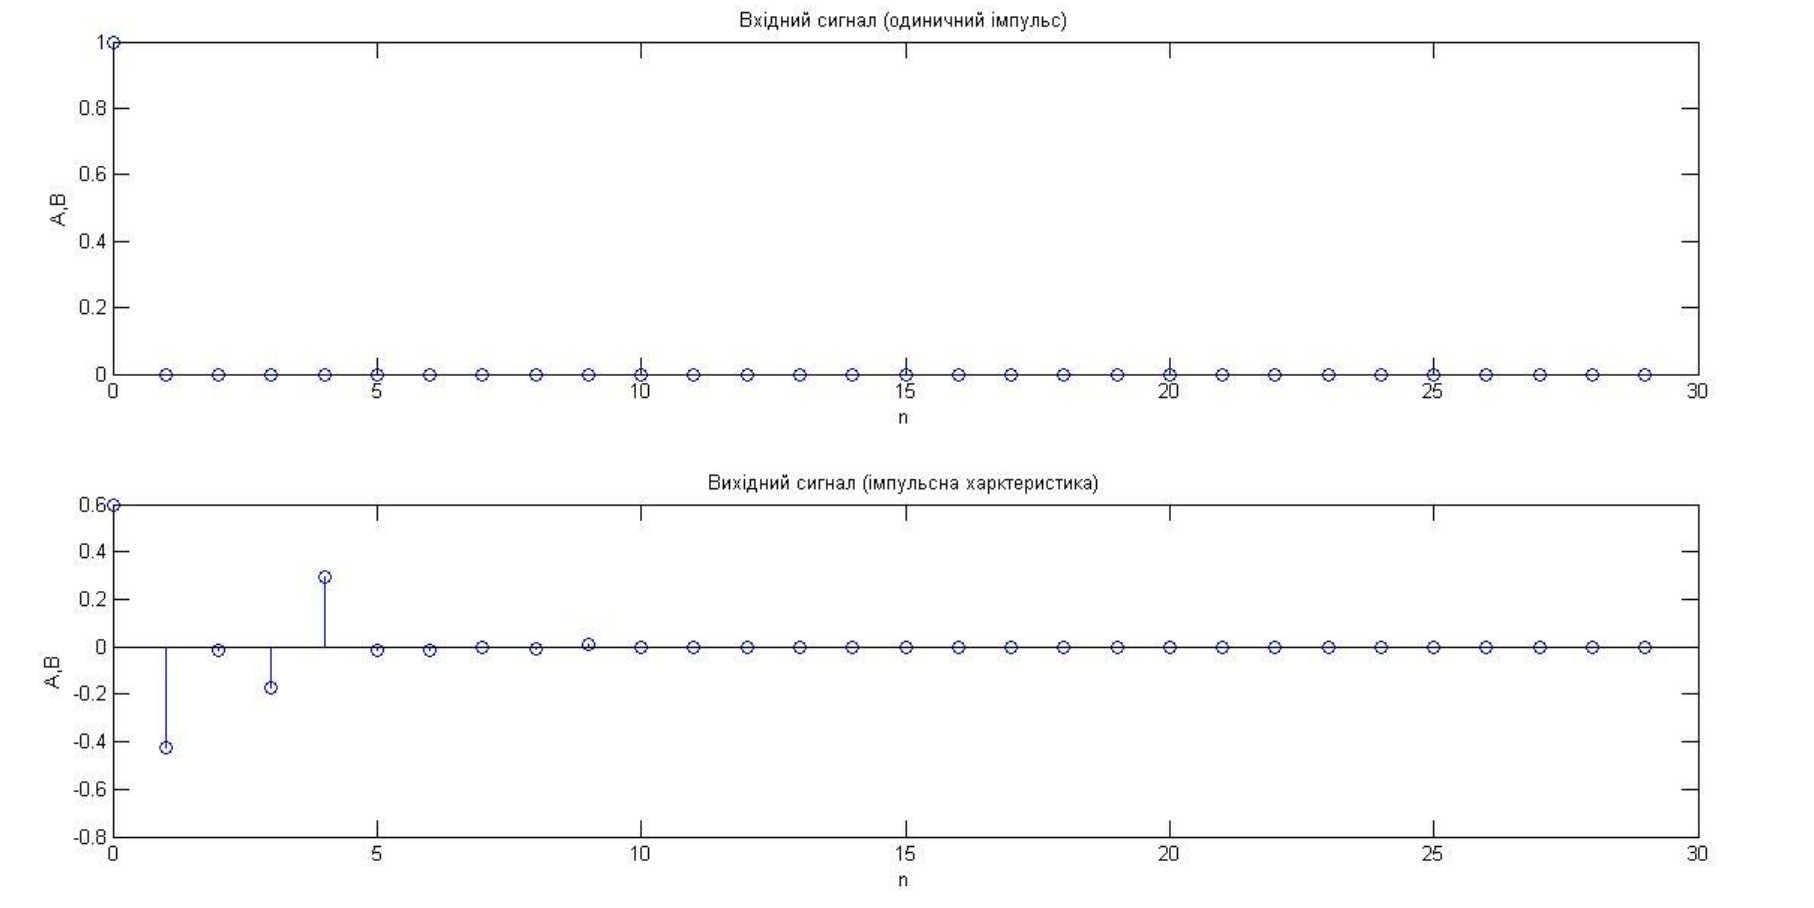 Вхідний сигнал (одиничний імпульс)
1
0.8
0.6
0.4
0.2
0
A,B
0 5 10 15 20 25 30
n
Вихідний сигнал (імпульсна харктеристика)
0.6
0.4
0.2
0
-0.2
-0.4
-0.6
-0.8
A,B
0 5 10 15 20 25 30
n